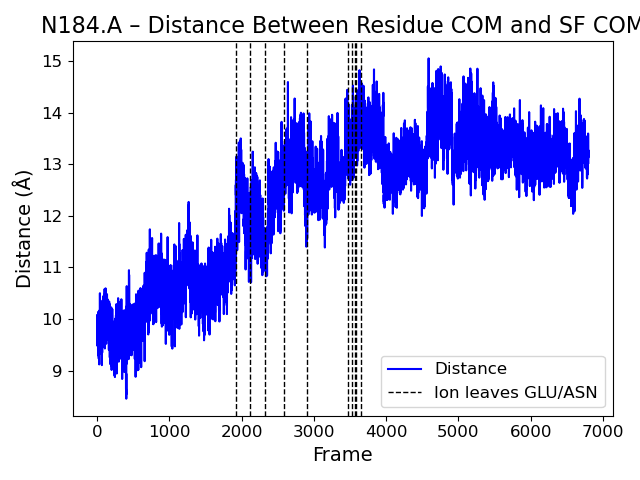 N184.A – Distance Between Residue COM and SF COM
15
14
13
12
11
10
9
Distance (Å)
Distance
Ion leaves GLU/ASN
0 1000 2000 3000 4000 5000 6000 7000
Frame